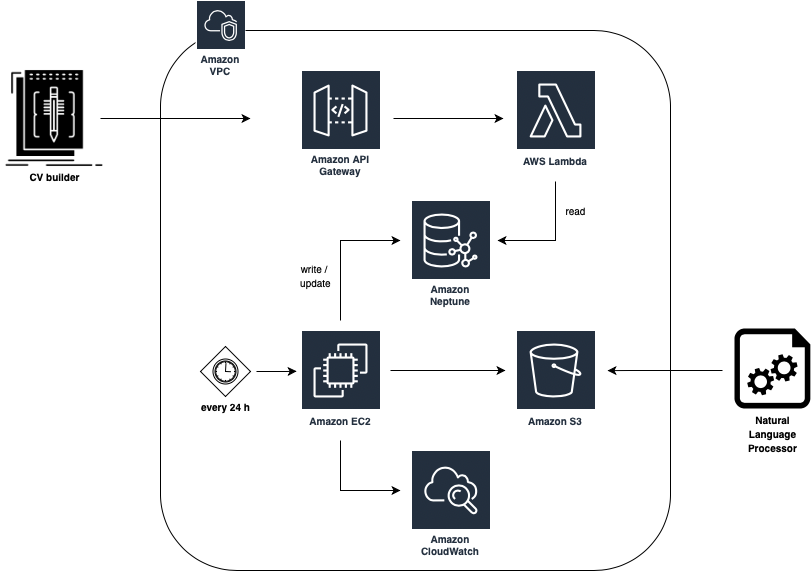 Amazon
VPC
CV builder
Amazon API
Gateway
AWS Lambda
read
Amazon
Neptune
write /
update
every 24 h
Amazon EC2
Amazon S3
Natural
Language
Processor
Amazon
CloudWatch